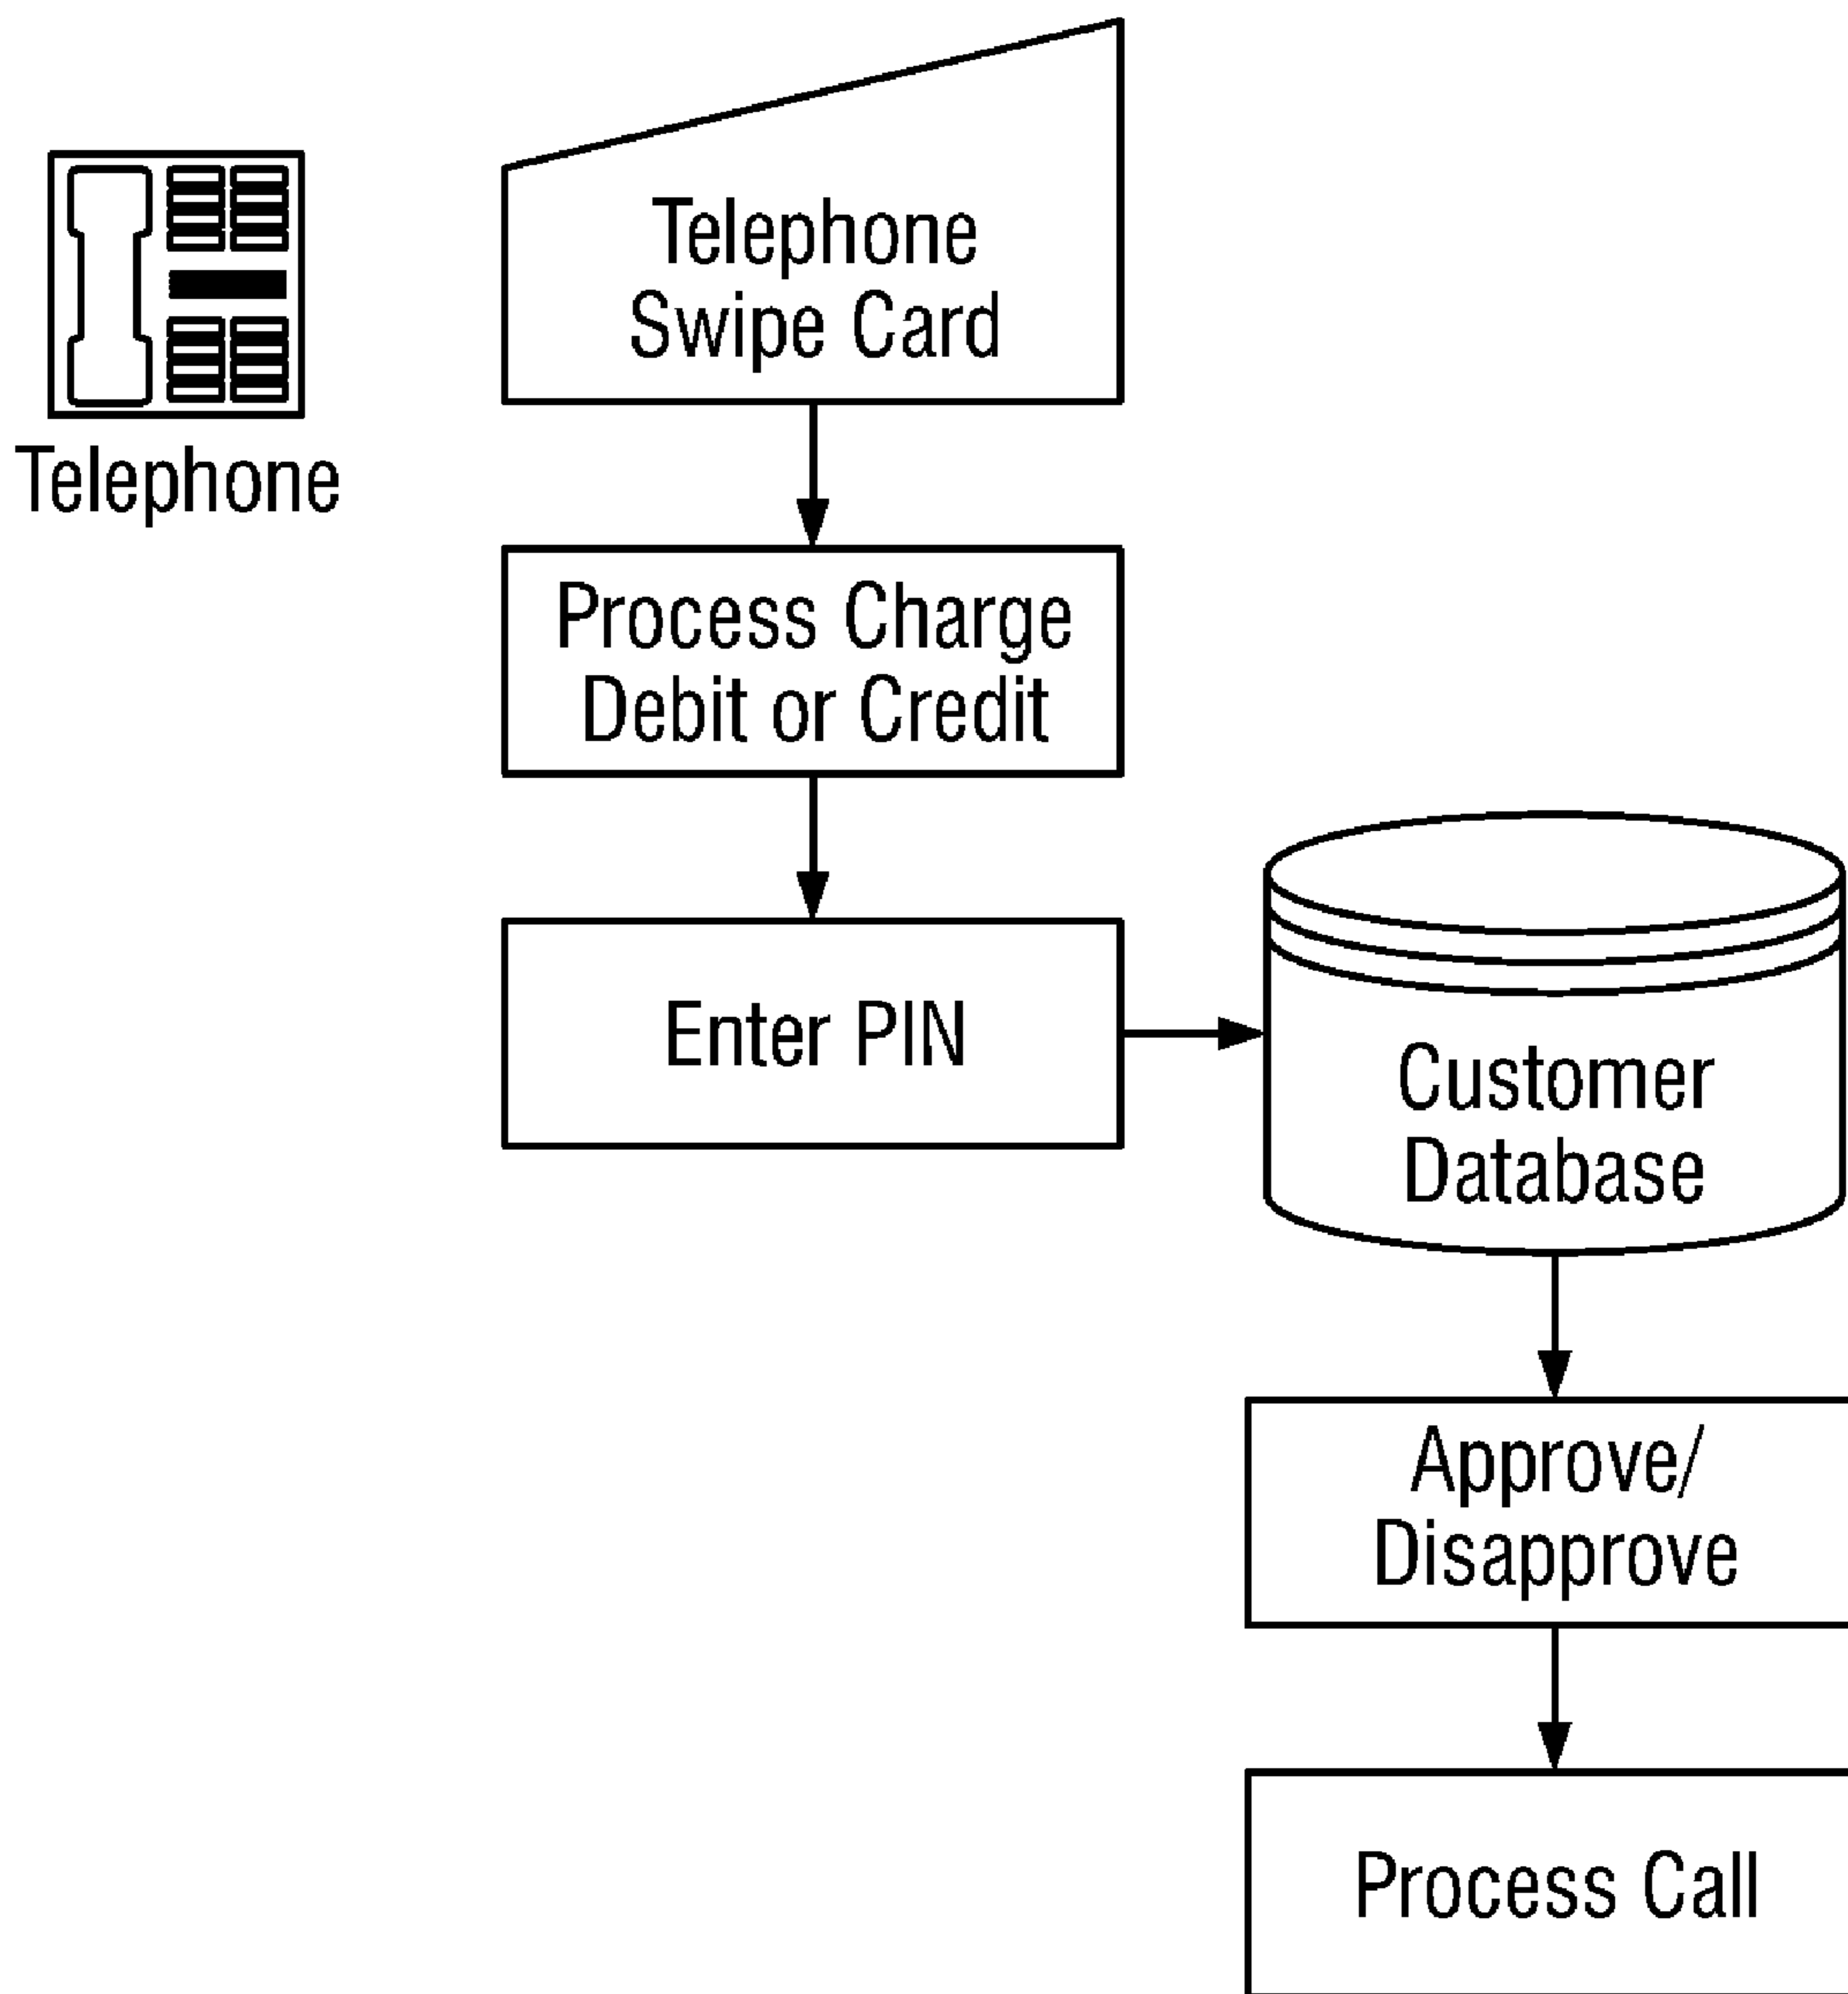 Telephone
Swipe Card
Telephone
Process Charge
Debit or Credit
Enter PIN
Customer
Database
Approve/
Disapprove
Process Call